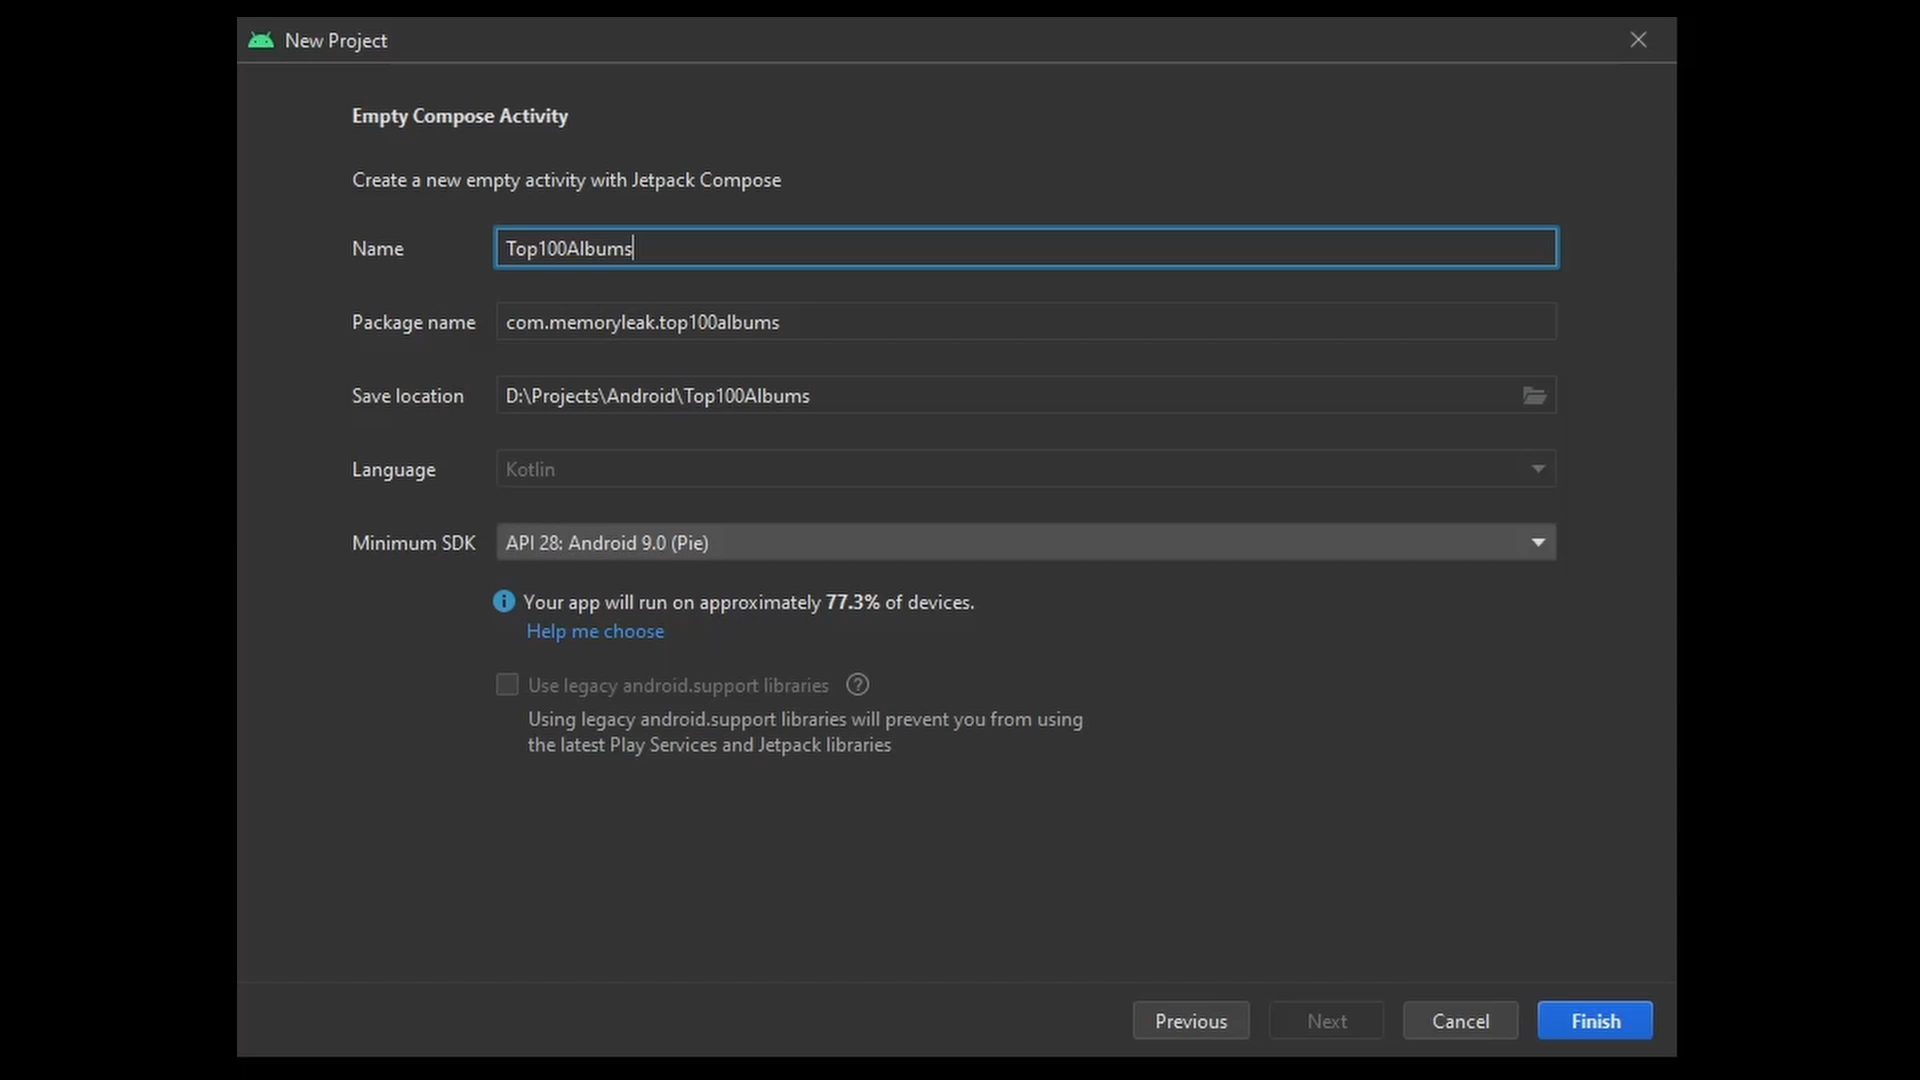 New Project
Empty Compose Activity
Create a new empty activity with Jetpack Compose
Name
Top100Albums
Package name
com.memoryleak.top100albums
Save location
D:\Projects\Android\Top100Albums
Language
Kotlin
Minimum SDK
API 28: Android 9.0 (Pie)
Your app will run on approximately 77.3% of devices.
Help me choose
Use legacy android.support libraries
Using legacy android.support libraries will prevent you from using
the latest Play Services and Jetpack libraries
Previous
Next
Cancel
Finish